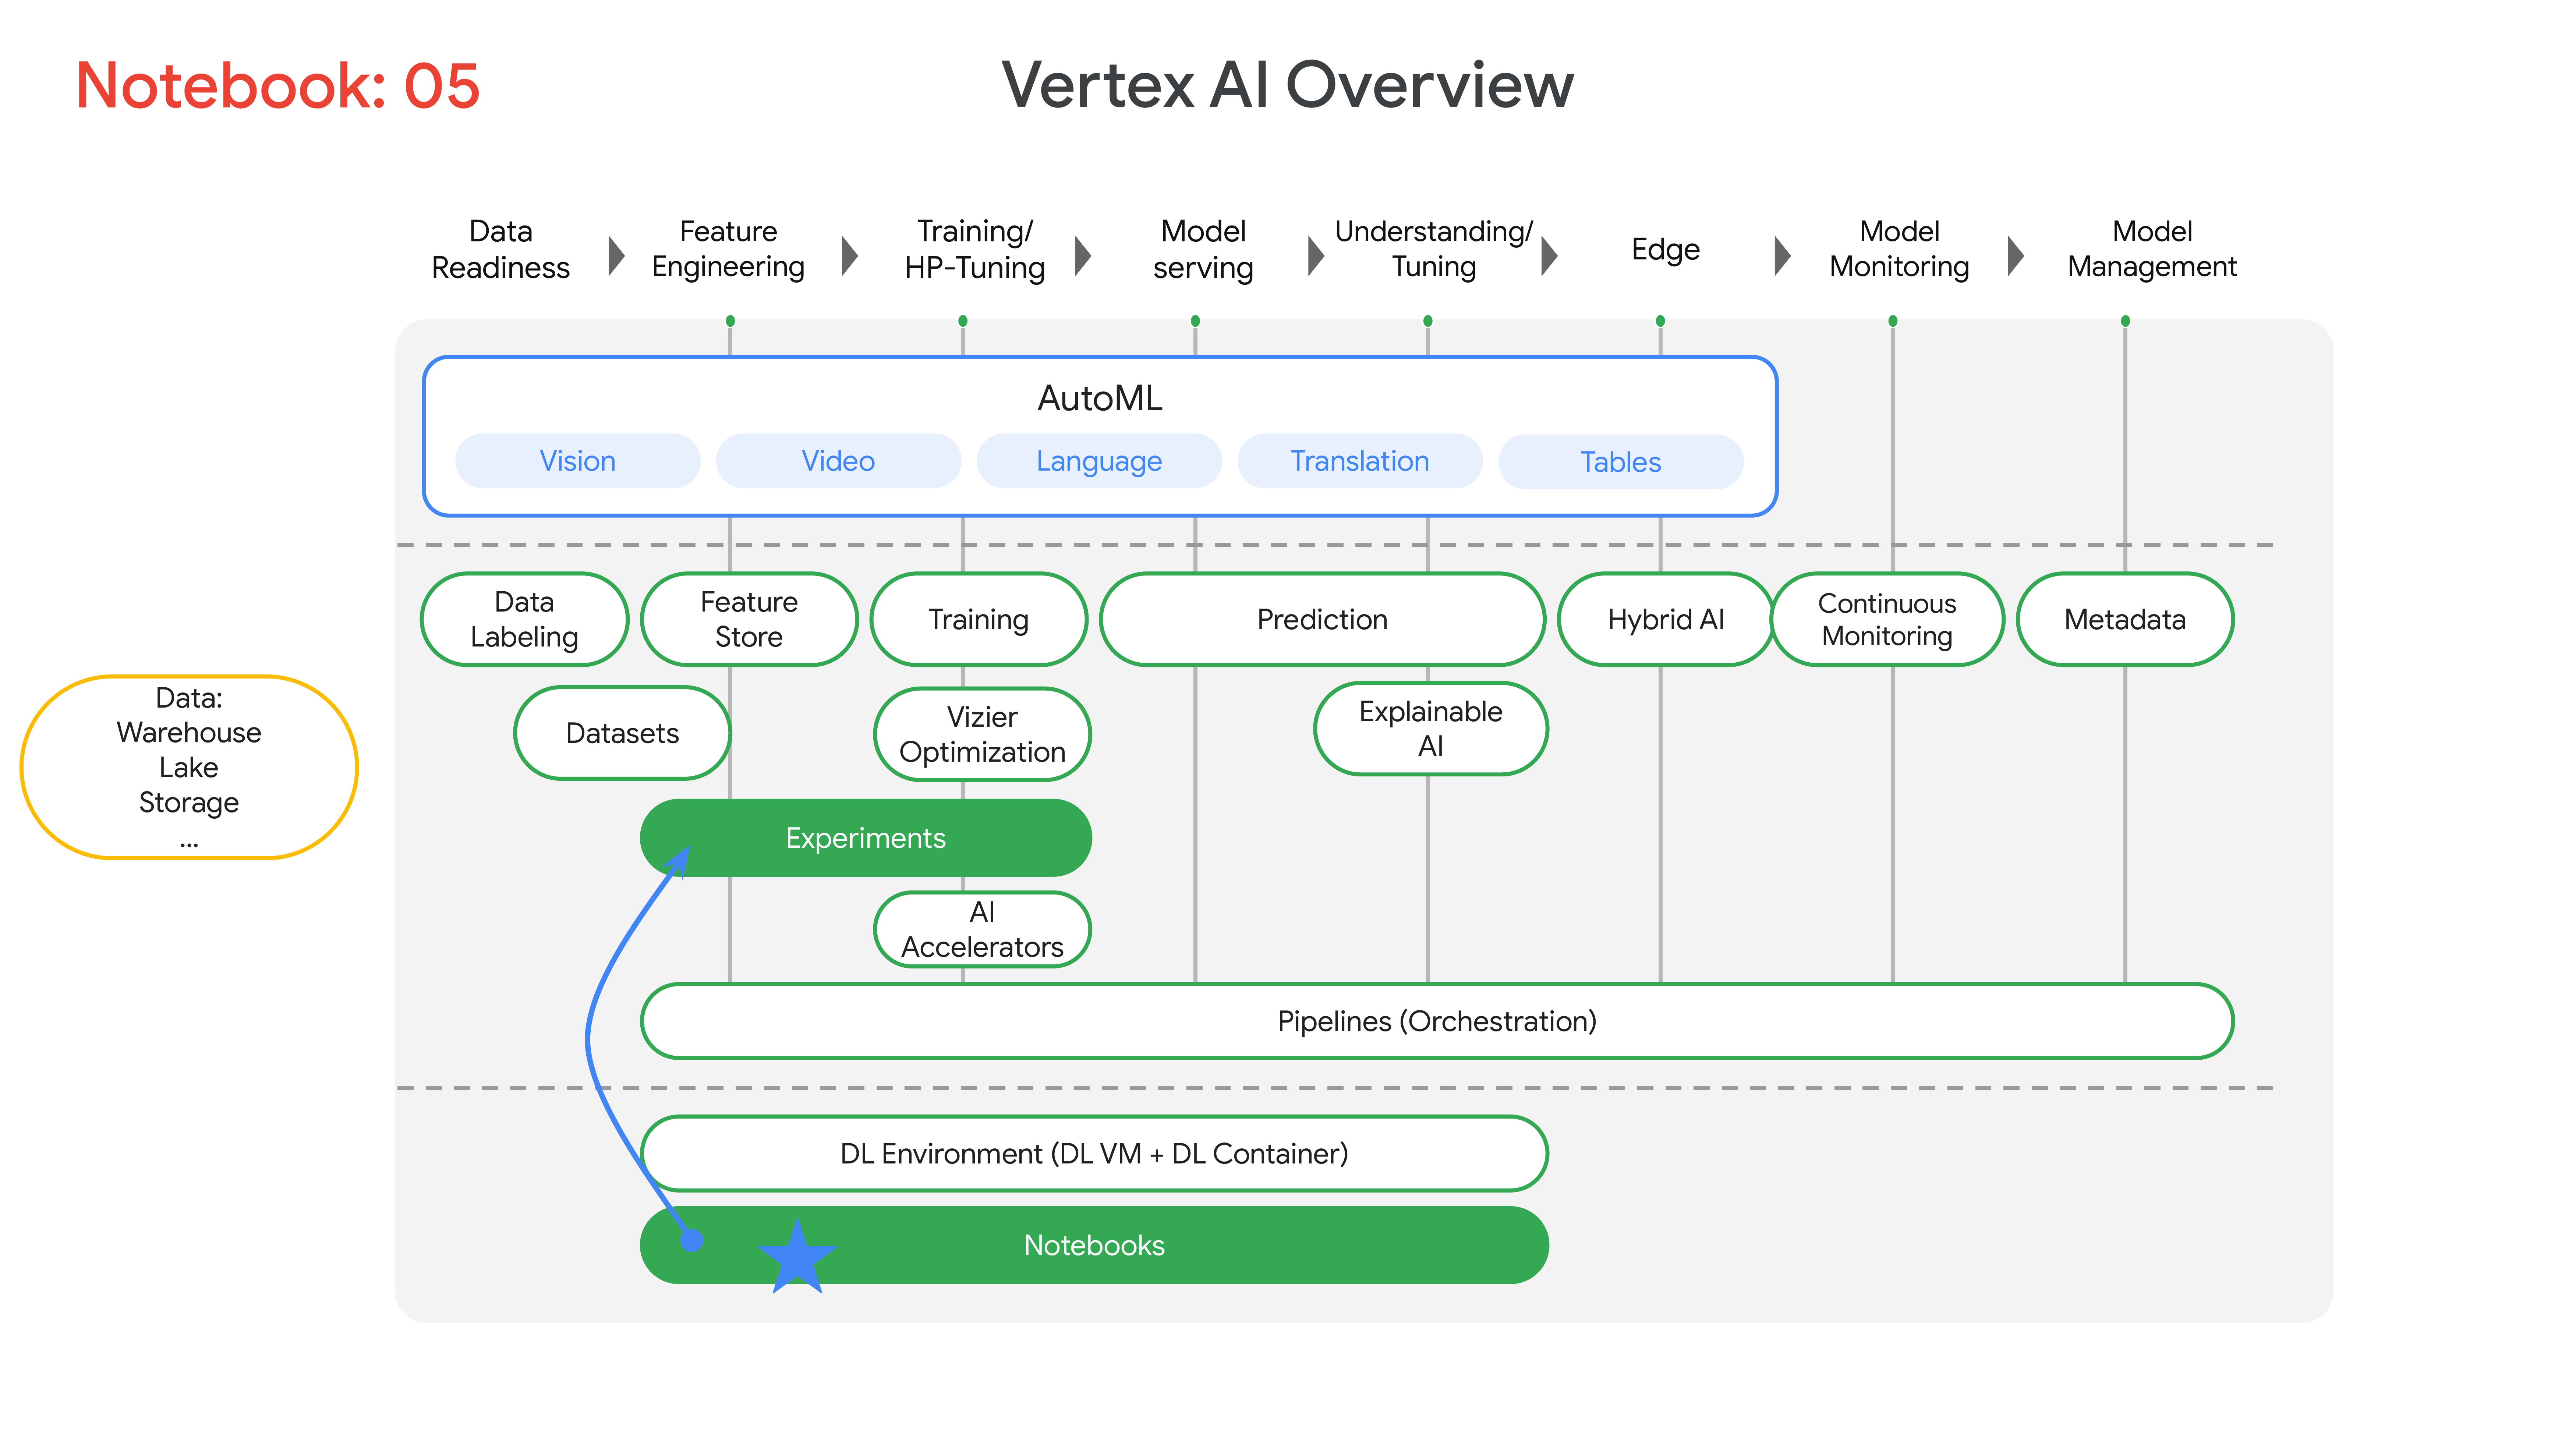 Notebook: 05
Vertex AI Overview
Data
Readiness
Feature
Engineering
Training/
HP-Tuning
Model
serving
Understanding/
Tuning
Edge
Model
Monitoring
Model
Management
AutoML
Vision
Video
Language
Translation
Tables
Data
Labeling
Feature
Store
Training
Prediction
Hybrid AI
Continuous
Monitoring
Metadata
Data:
Warehouse
Lake
Storage
...
Datasets
Vizier
Optimization
Explainable
AI
Experiments
AI
Accelerators
Pipelines (Orchestration)
DL Environment (DL VM + DL Container)
Notebooks